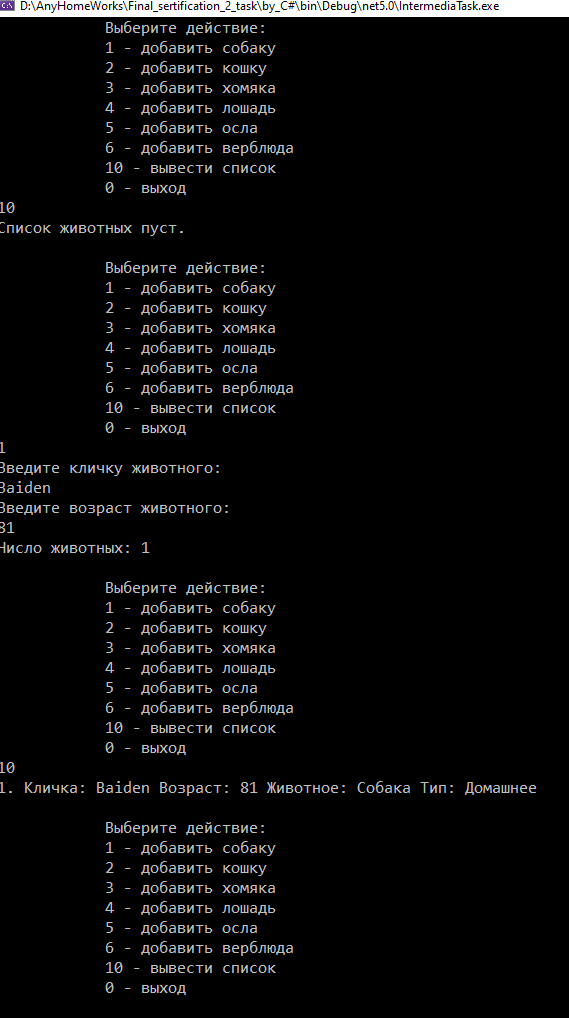 D:\AnyHomeWorks\Final_sertification_2_task\by_C#\bin\Debug\net5.0\IntermediaTask.exe
Выберите действие:
1 - добавить собаку
2 - добавить кошку
3 - добавить хомяка
4 - добавить лошадь
5 - добавить осла
6 - добавить верблюда
10 - вывести список
0 - выход
10
Список животных пуст.
Выберите действие:
1 - добавить собаку
2 - добавить кошку
3 - добавить хомяка
4 - добавить лошадь
5 - добавить осла
6 - добавить верблюда
10 - вывести список
0 - выход
1
Введите кличку животного:
Baiden
Введите возраст животного:
81
Число животных: 1
Выберите действие:
1 - добавить собаку
2 - добавить кошку
3 - добавить хомяка
4 - добавить лошадь
5 - добавить осла
6 - добавить верблюда
10 - вывести список
0 - выход
10
1. Кличка: Baiden Возраст: 81 Животное: Собака Тип: Домашнее
Выберите действие:
1 - добавить собаку
2 - добавить кошку
3 - добавить хомяка
4 - добавить лошадь
5 - добавить осла
6 - добавить верблюда
10 - вывести список
0 - выход